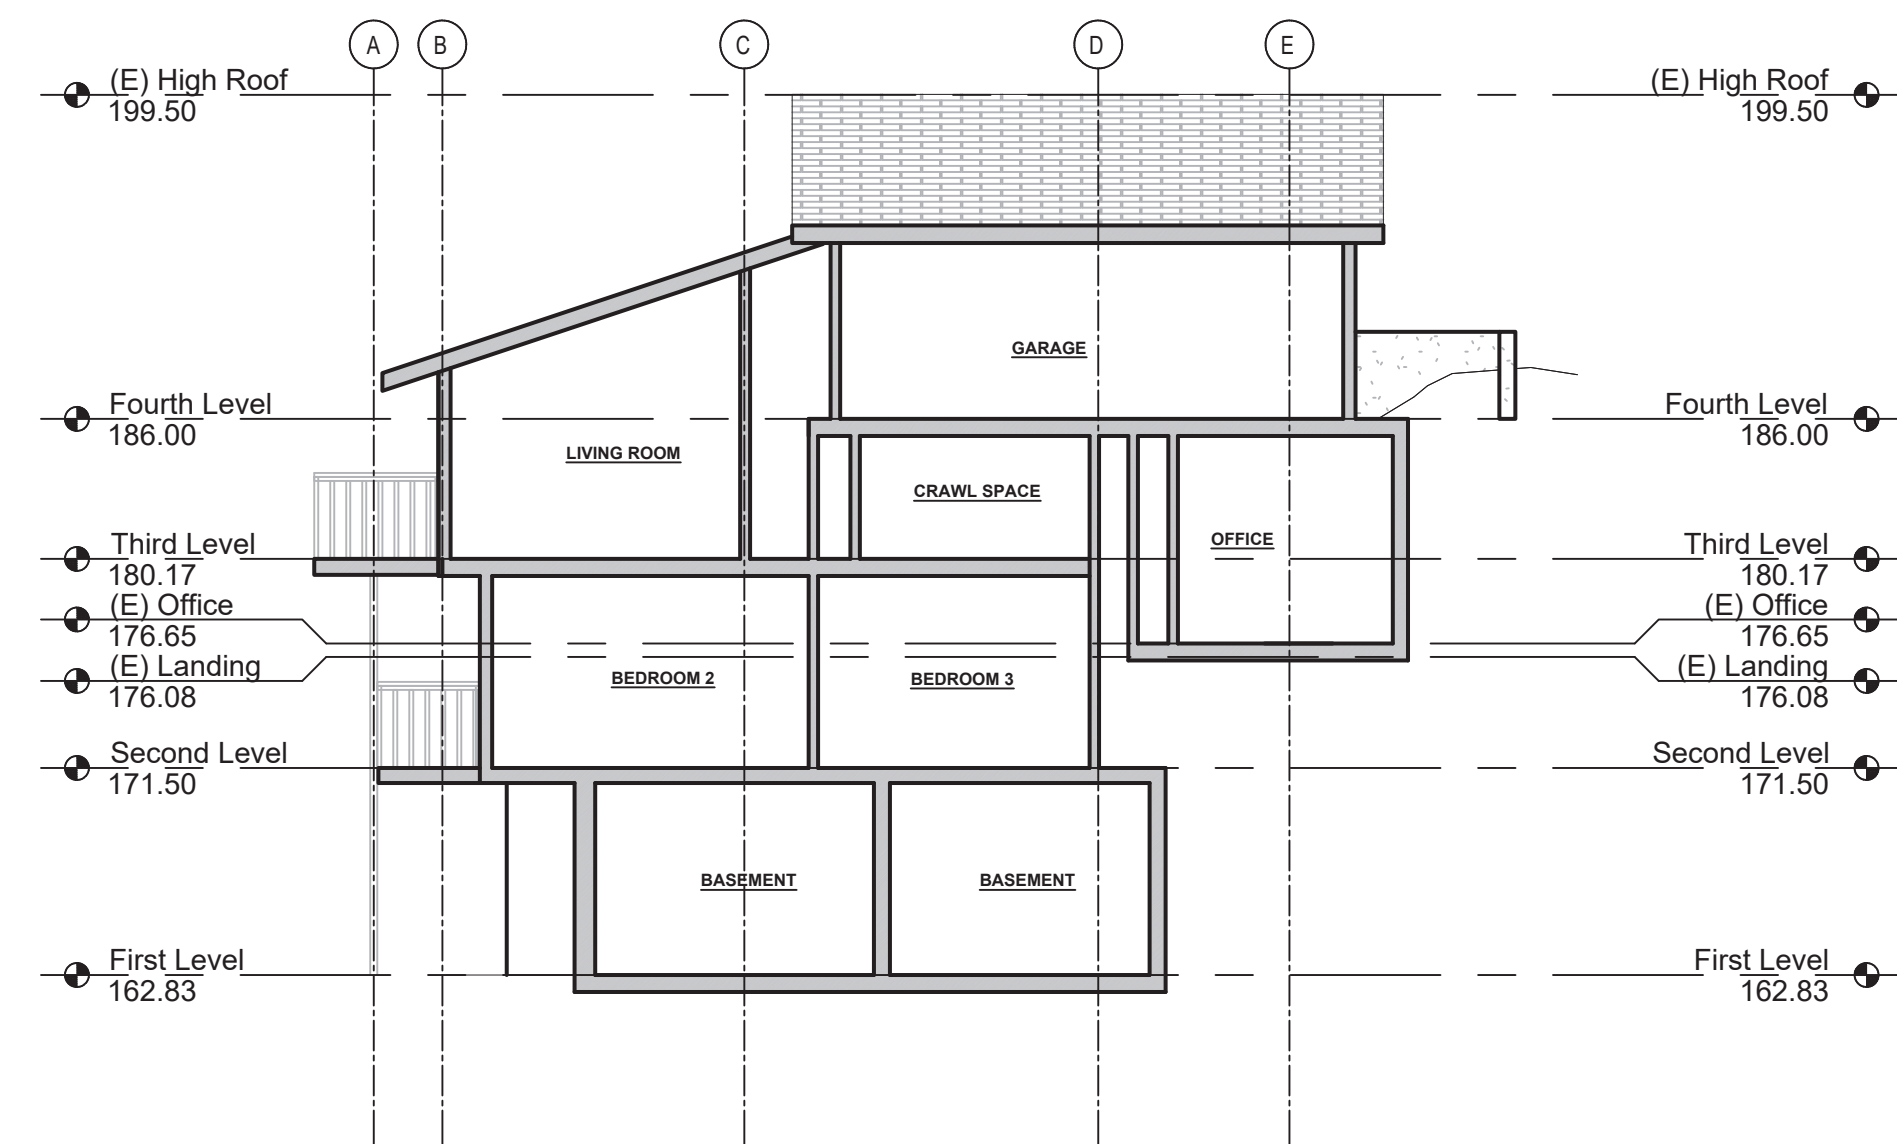 A B C D E
(E) High Roof
199.50
(E) High Roof
199.50
GARAGE
Fourth Level
186.00
Fourth Level
186.00
LIVING ROOM
CRAWL SPACE
OFFICE
Third Level
180.17
Third Level
180.17
(E) Office
176.65
(E) Office
176.65
(E) Landing
176.08
(E) Landing
176.08
BEDROOM 2
BEDROOM 3
Second Level
171.50
Second Level
171.50
BASEMENT
BASEMENT
First Level
162.83
First Level
162.83